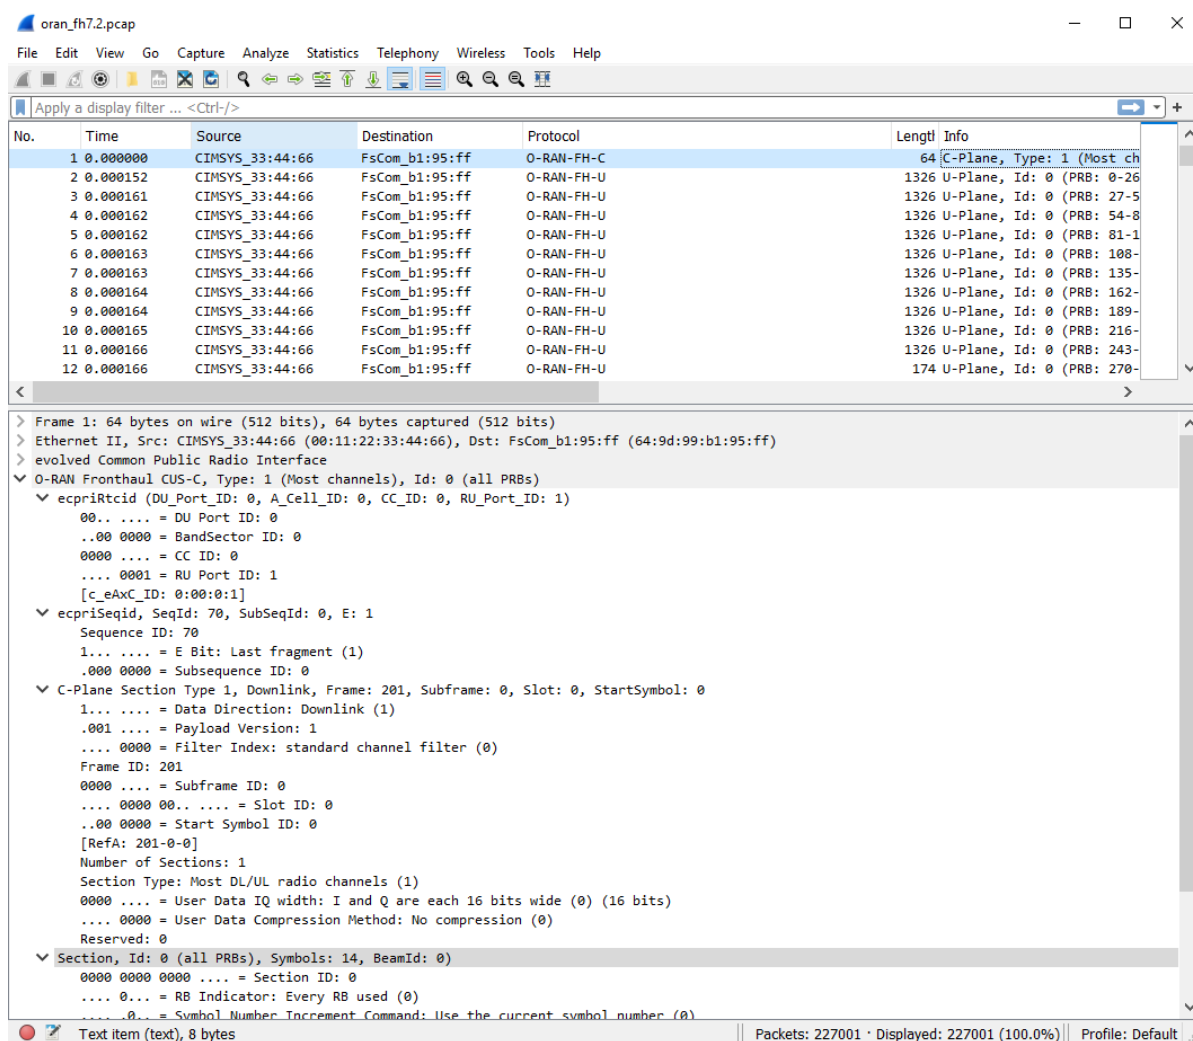 oran_fh7.2.pcap
File Edit View Go Capture Analyze Statistics Telephony Wireless Tools Help
Apply a display filter ... <Ctrl-/>
No. Time Source Destination Protocol Length Info
1 0.000000 CIMSYS_33:44:66 FsCom_b1:95:ff O-RAN-FH-C 64 C-Plane, Type: 1 (Most ch
2 0.000152 CIMSYS_33:44:66 FsCom_b1:95:ff O-RAN-FH-U 1326 U-Plane, Id: 0 (PRB: 0-26
3 0.000161 CIMSYS_33:44:66 FsCom_b1:95:ff O-RAN-FH-U 1326 U-Plane, Id: 0 (PRB: 27-5
4 0.000162 CIMSYS_33:44:66 FsCom_b1:95:ff O-RAN-FH-U 1326 U-Plane, Id: 0 (PRB: 54-8
5 0.000162 CIMSYS_33:44:66 FsCom_b1:95:ff O-RAN-FH-U 1326 U-Plane, Id: 0 (PRB: 81-1
6 0.000163 CIMSYS_33:44:66 FsCom_b1:95:ff O-RAN-FH-U 1326 U-Plane, Id: 0 (PRB: 108-
7 0.000163 CIMSYS_33:44:66 FsCom_b1:95:ff O-RAN-FH-U 1326 U-Plane, Id: 0 (PRB: 135-
8 0.000164 CIMSYS_33:44:66 FsCom_b1:95:ff O-RAN-FH-U 1326 U-Plane, Id: 0 (PRB: 162-
9 0.000164 CIMSYS_33:44:66 FsCom_b1:95:ff O-RAN-FH-U 1326 U-Plane, Id: 0 (PRB: 189-
10 0.000165 CIMSYS_33:44:66 FsCom_b1:95:ff O-RAN-FH-U 1326 U-Plane, Id: 0 (PRB: 216-
11 0.000166 CIMSYS_33:44:66 FsCom_b1:95:ff O-RAN-FH-U 1326 U-Plane, Id: 0 (PRB: 243-
12 0.000166 CIMSYS_33:44:66 FsCom_b1:95:ff O-RAN-FH-U 174 U-Plane, Id: 0 (PRB: 270-
Frame 1: 64 bytes on wire (512 bits), 64 bytes captured (512 bits)
Ethernet II, Src: CIMSYS_33:44:66 (00:11:22:33:44:66), Dst: FsCom_b1:95:ff (64:9d:99:b1:95:ff)
evolved Common Public Radio Interface
O-RAN Fronthaul CUS-C, Type: 1 (Most channels), Id: 0 (all PRBs)
ecpriRtcid (DU_Port_ID: 0, A_Cell_ID: 0, CC_ID: 0, RU_Port_ID: 1)
00.. .... = DU Port ID: 0
..00 0000 = BandSector ID: 0
0000 .... = CC ID: 0
.... 0001 = RU Port ID: 1
[c_eAxC_ID: 0:00:0:1]
ecpriSeqid, SeqId: 70, SubSeqId: 0, E: 1
Sequence ID: 70
1... .... = E Bit: Last fragment (1)
.000 0000 = Subsequence ID: 0
C-Plane Section Type 1, Downlink, Frame: 201, Subframe: 0, Slot: 0, StartSymbol: 0
1... .... = Data Direction: Downlink (1)
.001 .... = Payload Version: 1
.... 0000 = Filter Index: standard channel filter (0)
Frame ID: 201
0000 .... = Subframe ID: 0
.... 0000 00.. .... = Slot ID: 0
..00 0000 = Start Symbol ID: 0
[RefA: 201-0-0]
Number of Sections: 1
Section Type: Most DL/UL radio channels (1)
0000 .... = User Data IQ width: I and Q are each 16 bits wide (0) (16 bits)
.... 0000 = User Data Compression Method: No compression (0)
Reserved: 0
Section, Id: 0 (all PRBs), Symbols: 14, BeamId: 0)
0000 0000 0000 .... = Section ID: 0
.... 0... = RB Indicator: Every RB used (0)
.... .0.. = Symbol Number Increment Command: Use the current symbol number (0)
Text item (text), 8 bytes Packets: 227001 · Displayed: 227001 (100.0%) Profile: Default